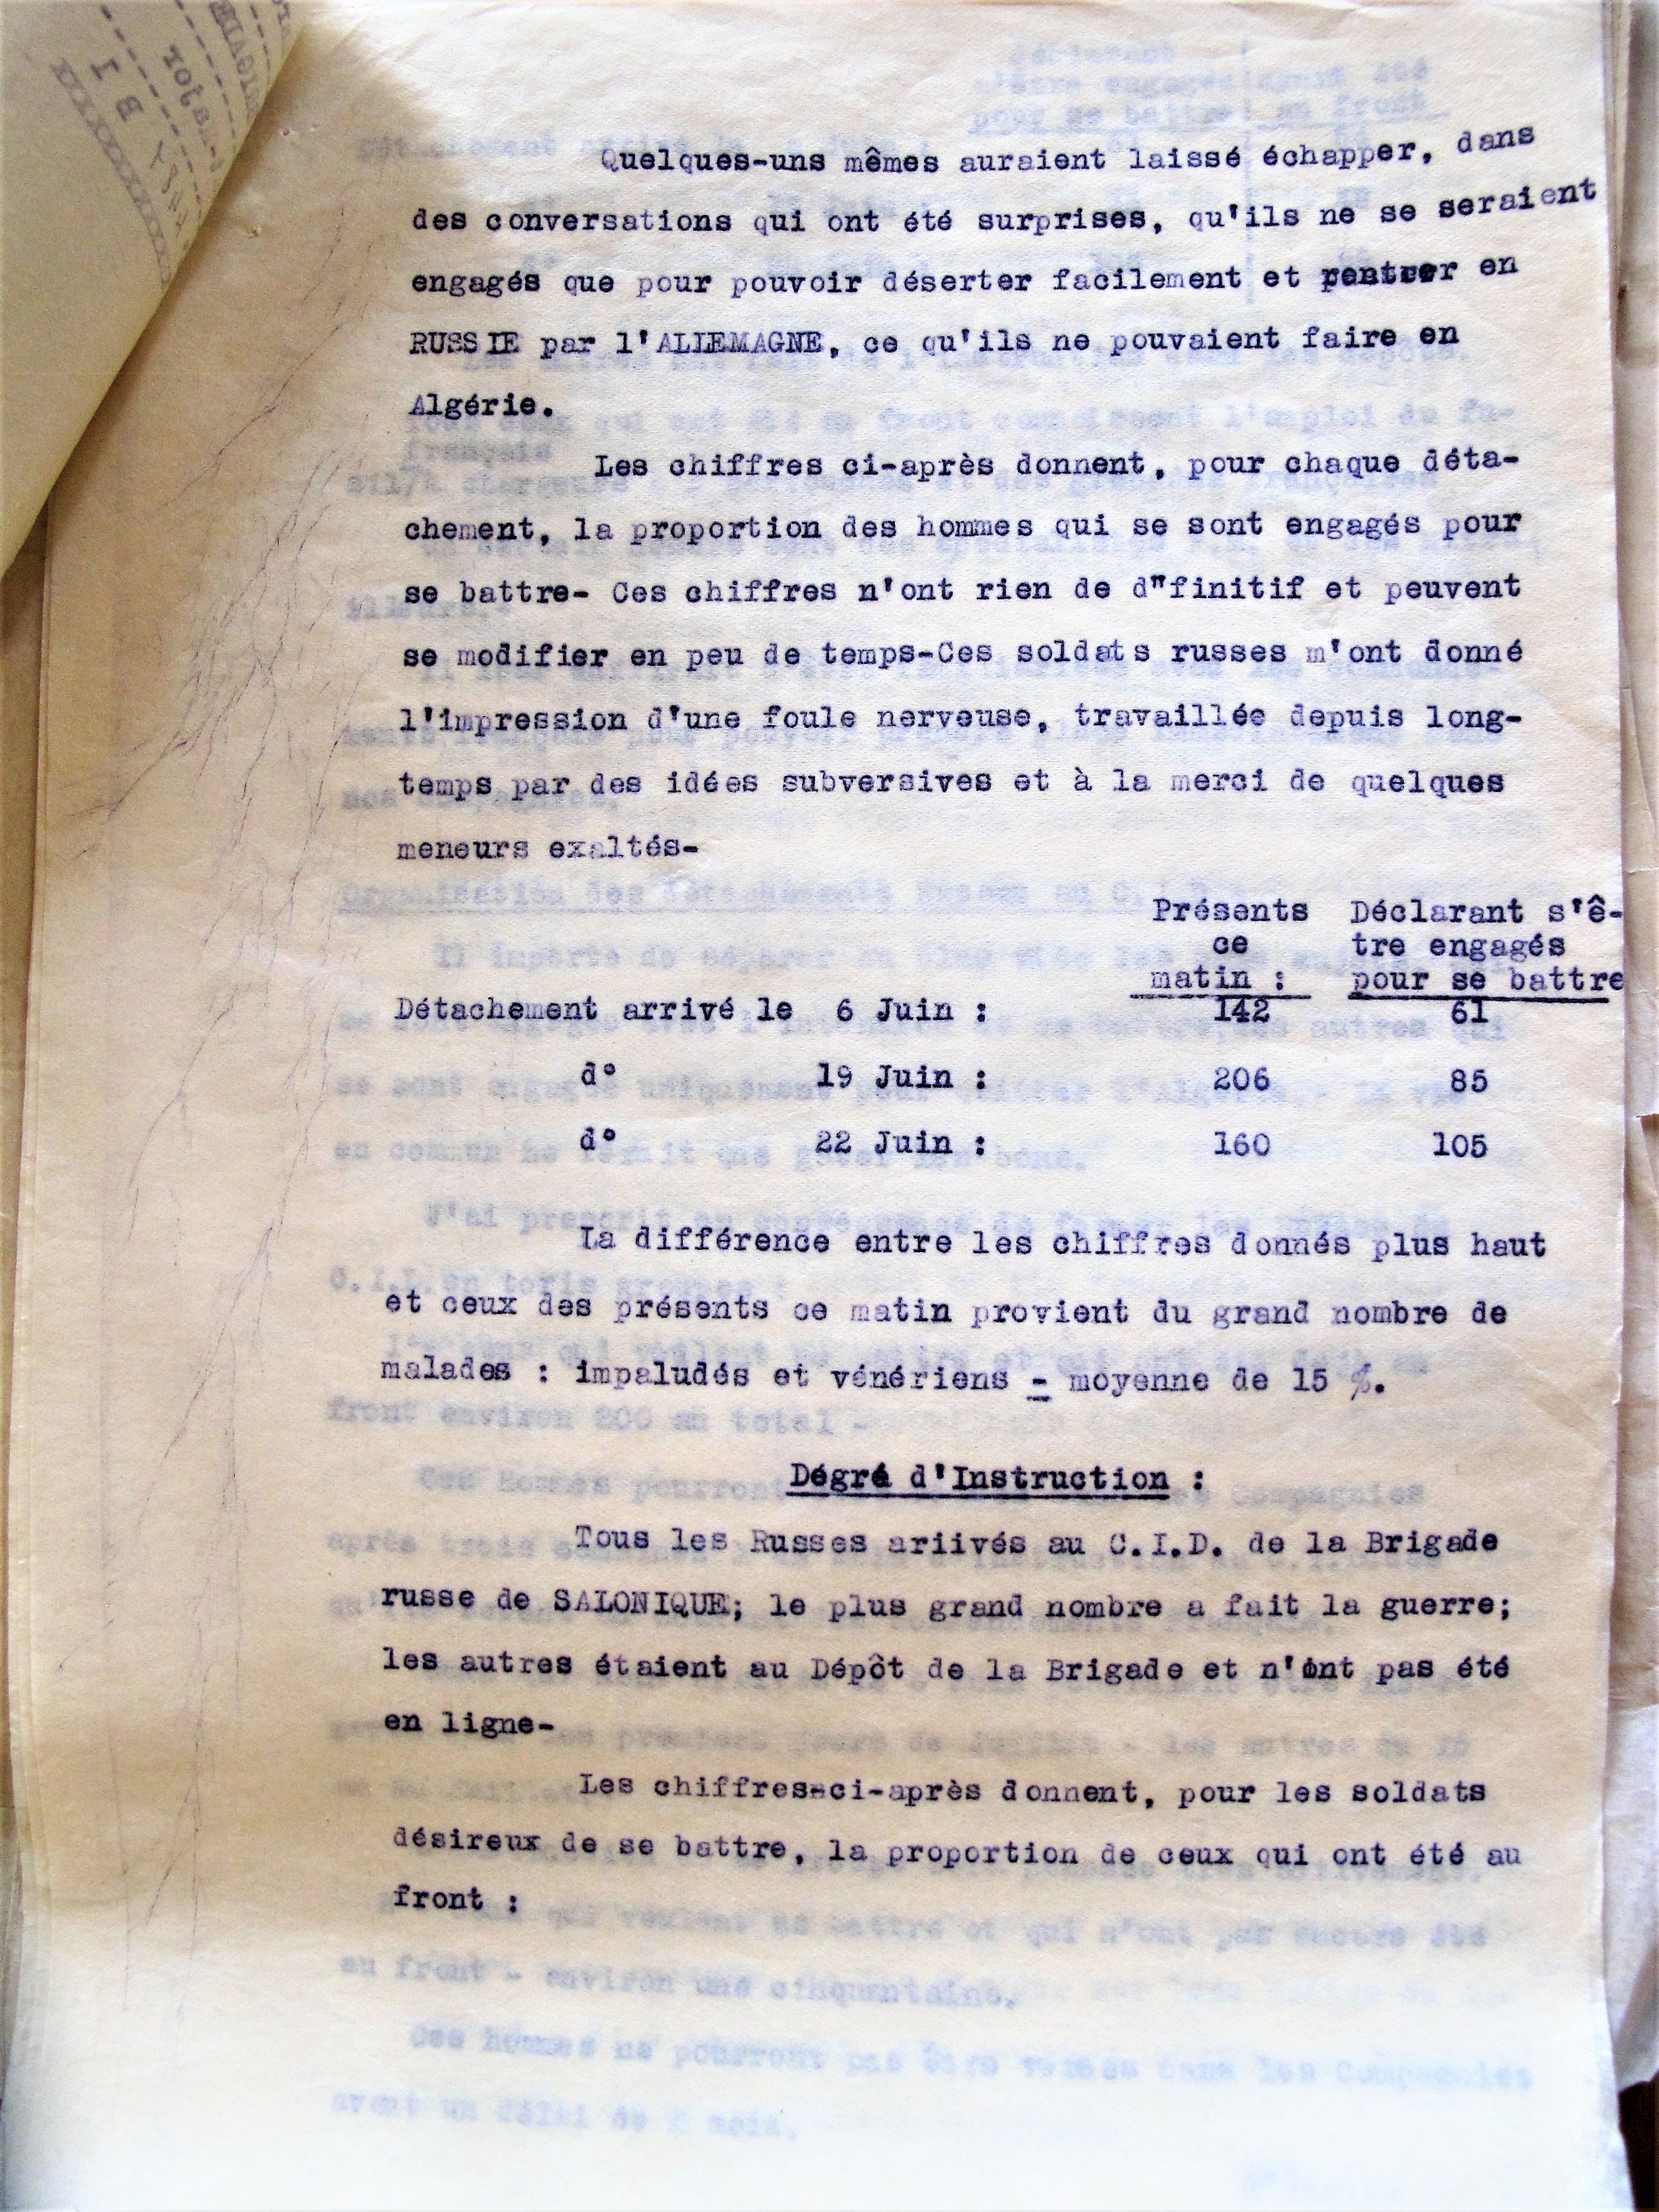 Quelques-uns mêmes auraient laissé échapper, dans
des conversations qui ont été surprises, qu'ils ne se seraient
engagés que pour pouvoir déserter facilement et rentrer en
RUSSIE par l'ALLEMAGNE, ce qu'ils ne pouvaient faire en
Algérie.
Les chiffres ci-après donnent, pour chaque déta-
chement, la proportion des hommes qui se sont engagés pour
se battre- Ces chiffres n'ont rien de d"finitif et peuvent
se modifier en peu de temps-Ces soldats russes m'ont donné
l'impression d'une foule nerveuse, travaillée depuis long-
temps par des idées subversives et à la merci de quelques
meneurs exaltés-
Présents Déclarant s'ê-
ce tre engagés
matin : pour se battre
Détachement arrivé le 6 Juin : 142 61
d° 19 Juin : 206 85
d° 22 Juin : 160 105
La différence entre les chiffres donnés plus haut
et ceux des présents ce matin provient du grand nombre de
malades : impaludés et vénériens - moyenne de 15 %.
Dégré d'Instruction :
Tous les Russes ariivés au C.I.D. de la Brigade
russe de SALONIQUE; le plus grand nombre a fait la guerre;
les autres étaient au Dépôt de la Brigade et n'ont pas été
en ligne-
Les chiffres-ci-après donnent, pour les soldats
désireux de se battre, la proportion de ceux qui ont été au
front :